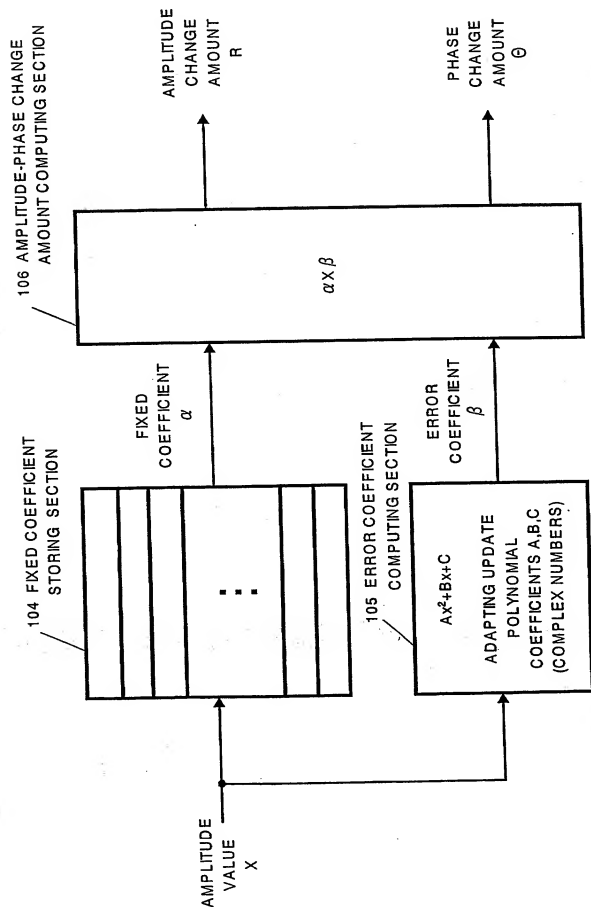 AMPLITUDE
VALUE
X
104 FIXED COEFFICIENT
STORING SECTION
105 ERROR COEFFICIENT
COMPUTING SECTION
Ax²+Bx+C
ADAPTING UPDATE
POLYNOMIAL
COEFFICIENTS A,B,C
(COMPLEX NUMBERS)
FIXED
COEFFICIENT
α
ERROR
COEFFICIENT
β
106 AMPLITUDE-PHASE CHANGE
AMOUNT COMPUTING SECTION
α X β
AMPLITUDE
CHANGE
AMOUNT
R
PHASE
CHANGE
AMOUNT
Θ